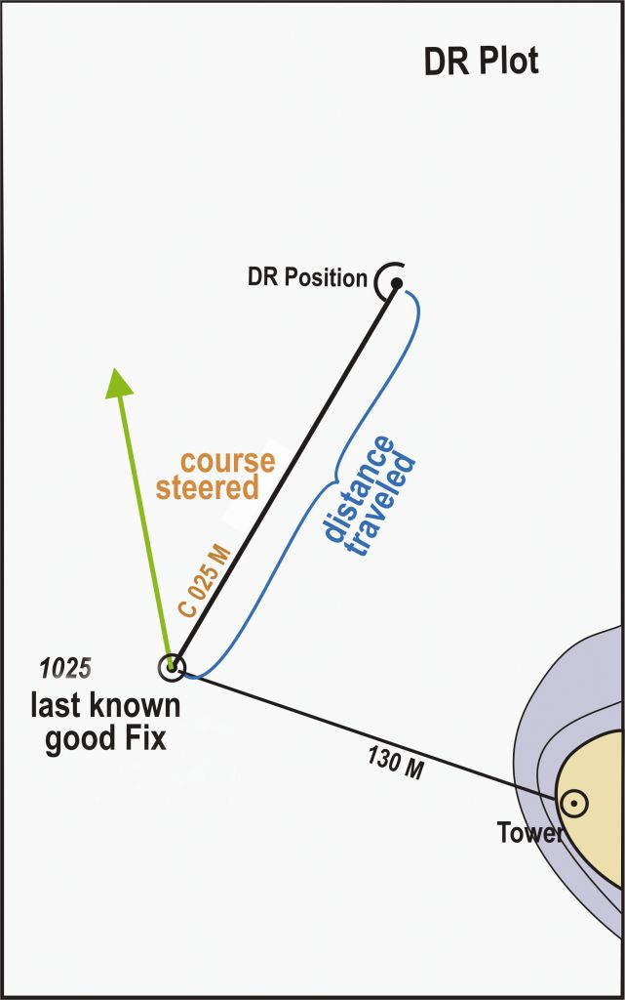 DR Plot
DR Position
course
steered
distance
traveled
C 025 M
1025
last known
good Fix
130 M
Tower